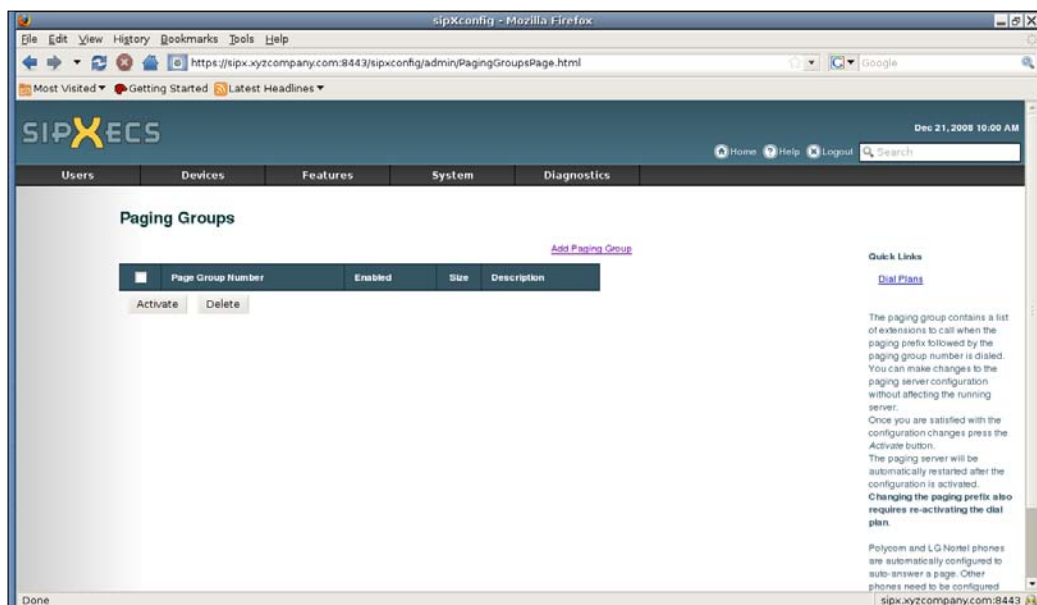 sipXconfig - Mozilla Firefox
File Edit View History Bookmarks Tools Help
https://sipx.xyzcompany.com:8443/sipxconfig/admin/PagingGroupsPage.html
Google
Most Visited Getting Started Latest Headlines
SIPXECS
Dec 21, 2008 10:00 AM
Home Help Logout Search
Users Devices Features System Diagnostics
Paging Groups
Add Paging Group
Page Group Number Enabled Size Description
Activate Delete
Quick Links
Dial Plans
The paging group contains a list
of extensions to call when the
paging prefix followed by the
paging group number is dialed.
You can make changes to the
paging server configuration
without affecting the running
server.
Once you are satisfied with the
configuration changes press the
Activate button.
The paging server will be
automatically restarted after the
configuration is activated.
Changing the paging prefix also
requires re-activating the dial
plan.
Polycom and LG Nortel phones
are automatically configured to
auto-answer a page. Other
phones need to be configured
Done
sipx.xyzcompany.com:8443